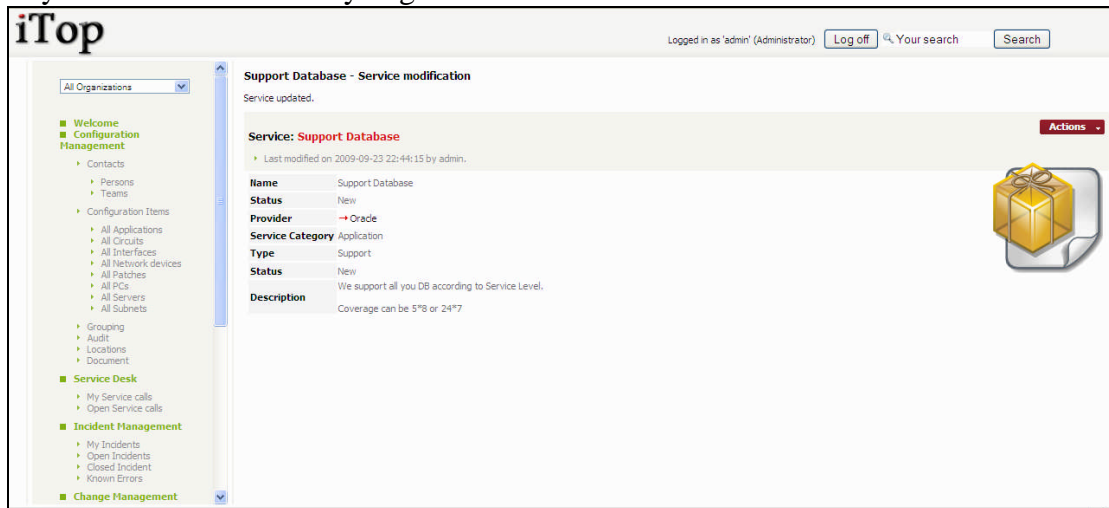 iTop
Logged in as 'admin' (Administrator) Log off Your search Search
All Organizations
Welcome
Configuration
Management
Contacts
Persons
Teams
Configuration Items
All Applications
All Circuits
All Interfaces
All Network devices
All Patches
All PCs
All Servers
All Subnets
Grouping
Audit
Locations
Document
Service Desk
My Service calls
Open Service calls
Incident Management
My Incidents
Open Incidents
Closed Incident
Known Errors
Change Management
Support Database - Service modification
Service updated.
Actions
Service: Support Database
Last modified on 2009-09-23 22:44:15 by admin.
Name Support Database
Status New
Provider → Oracle
Service Category Application
Type Support
Status New
Description We support all you DB according to Service Level.
Coverage can be 5*8 or 24*7